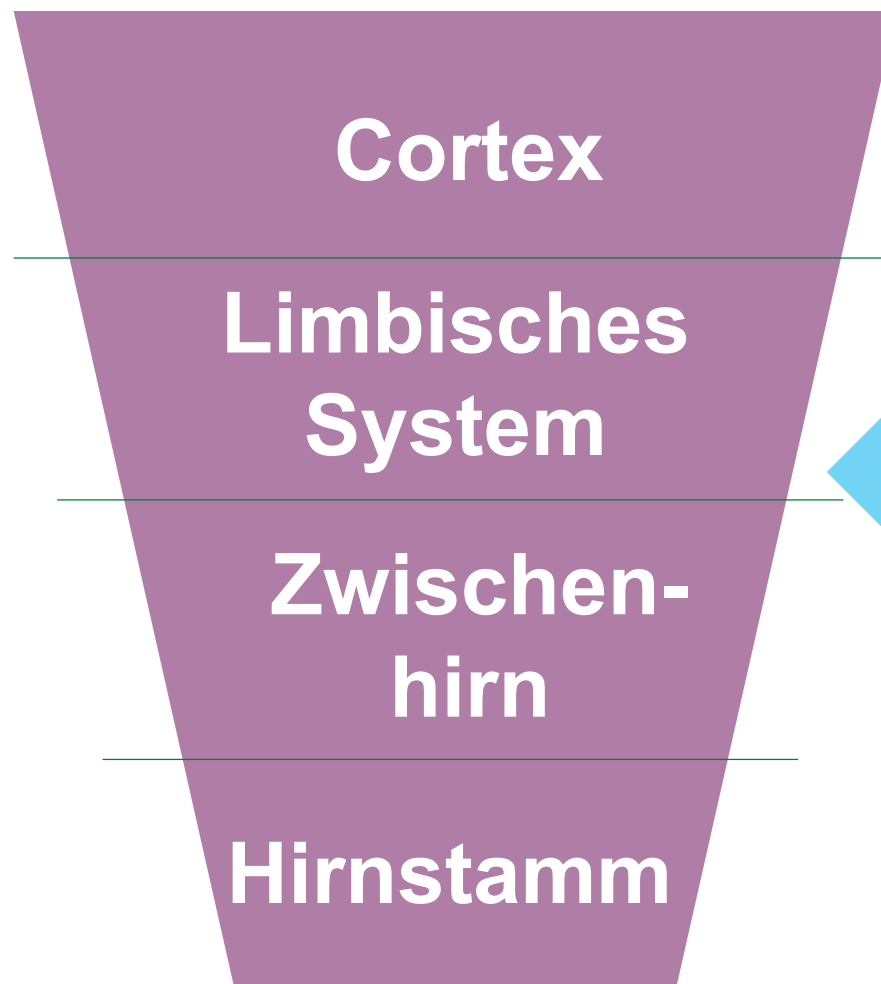 Cortex
Limbisches
System
Zwischen-
hirn
Hirnstamm